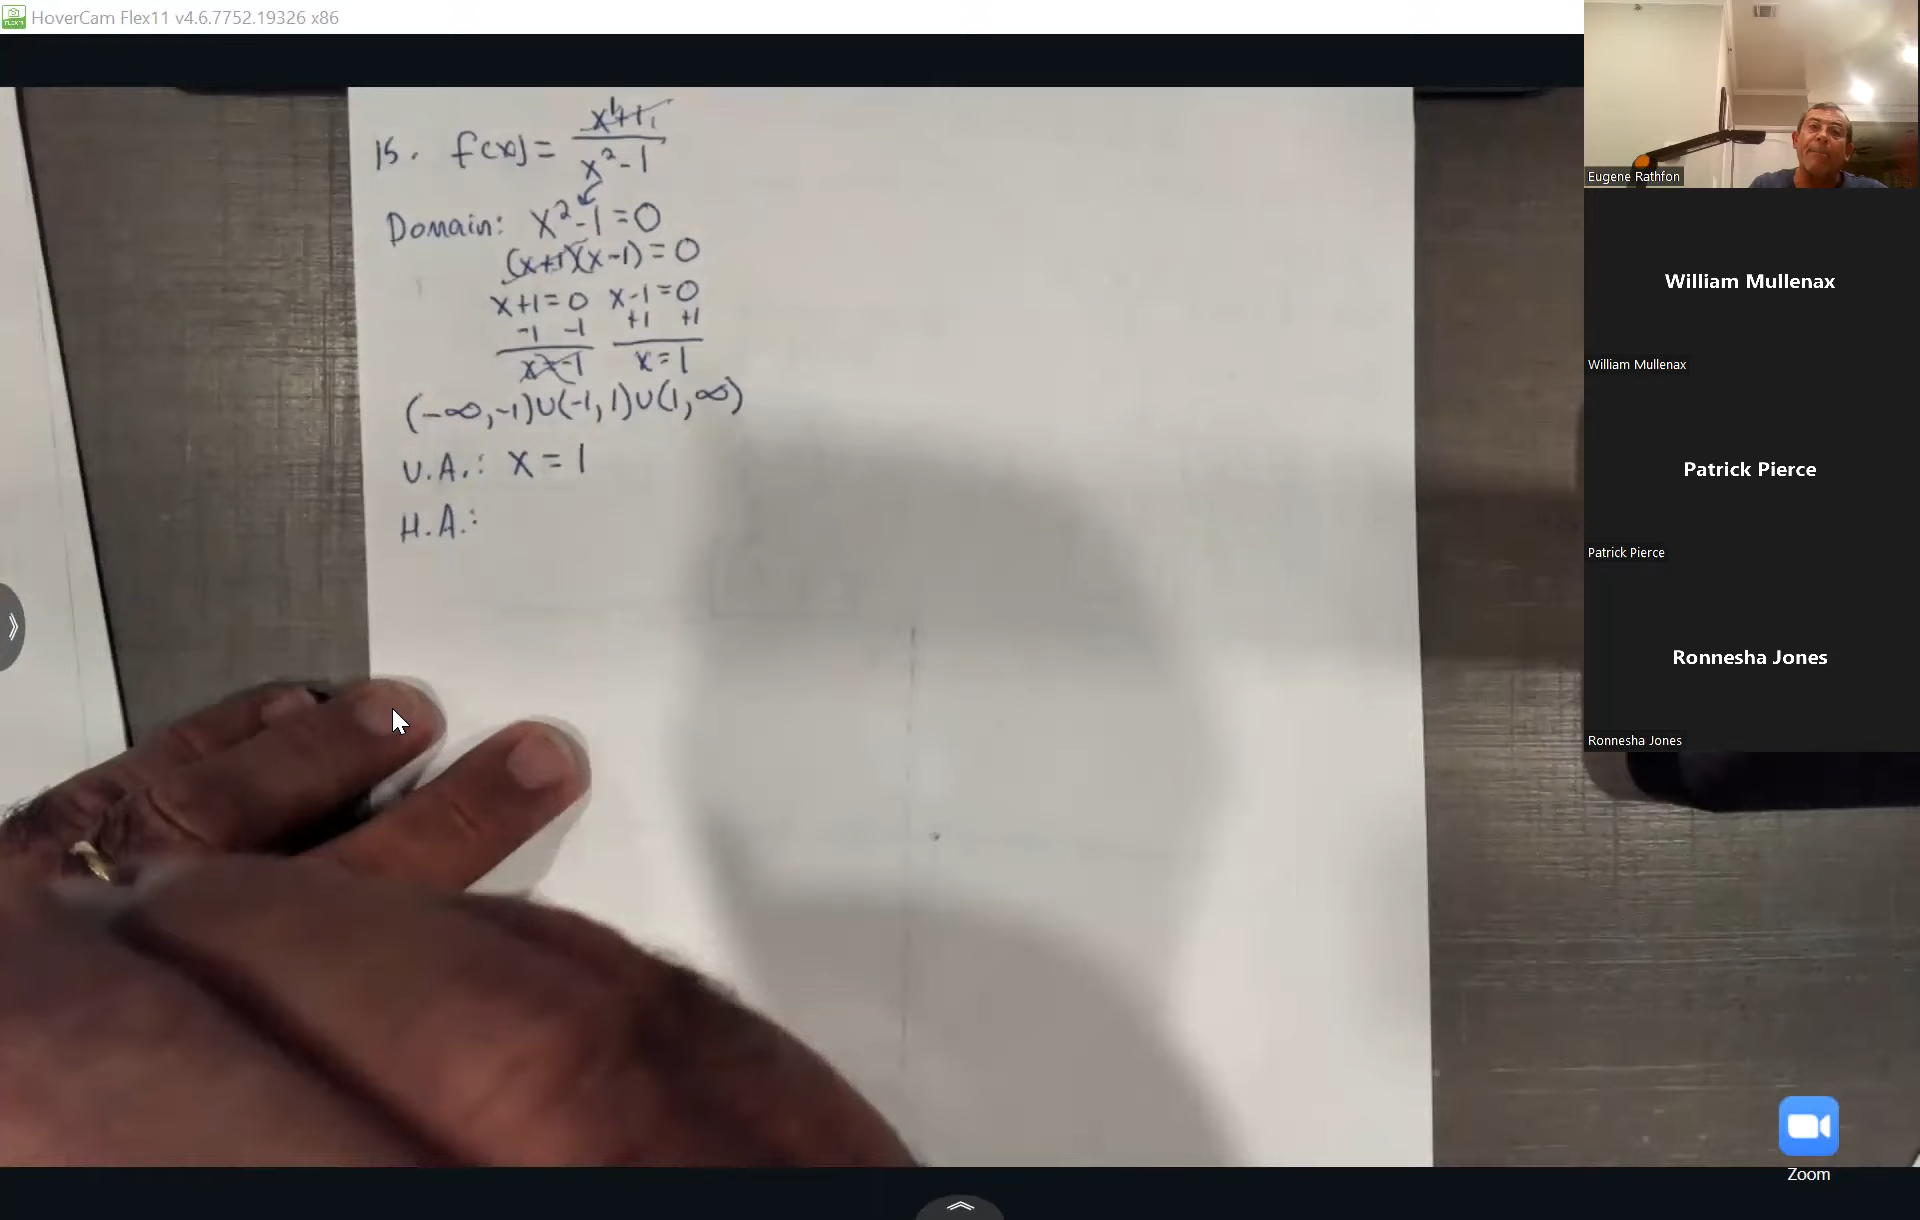 HoverCam Flex11 v4.6.7752.19326 x86
15. f(x) = x¹+1 / x²-1
Domain: x²-1=0
(x+1)(x-1)=0
x+1=0 x-1=0
-1 -1 +1 +1
x=-1 x=1
(-∞,-1)∪(-1,1)∪(1,∞)
V.A.: x=1
H.A.:
Eugene Rathfon
William Mullenax
William Mullenax
Patrick Pierce
Patrick Pierce
Ronnesha Jones
Ronnesha Jones
Zoom